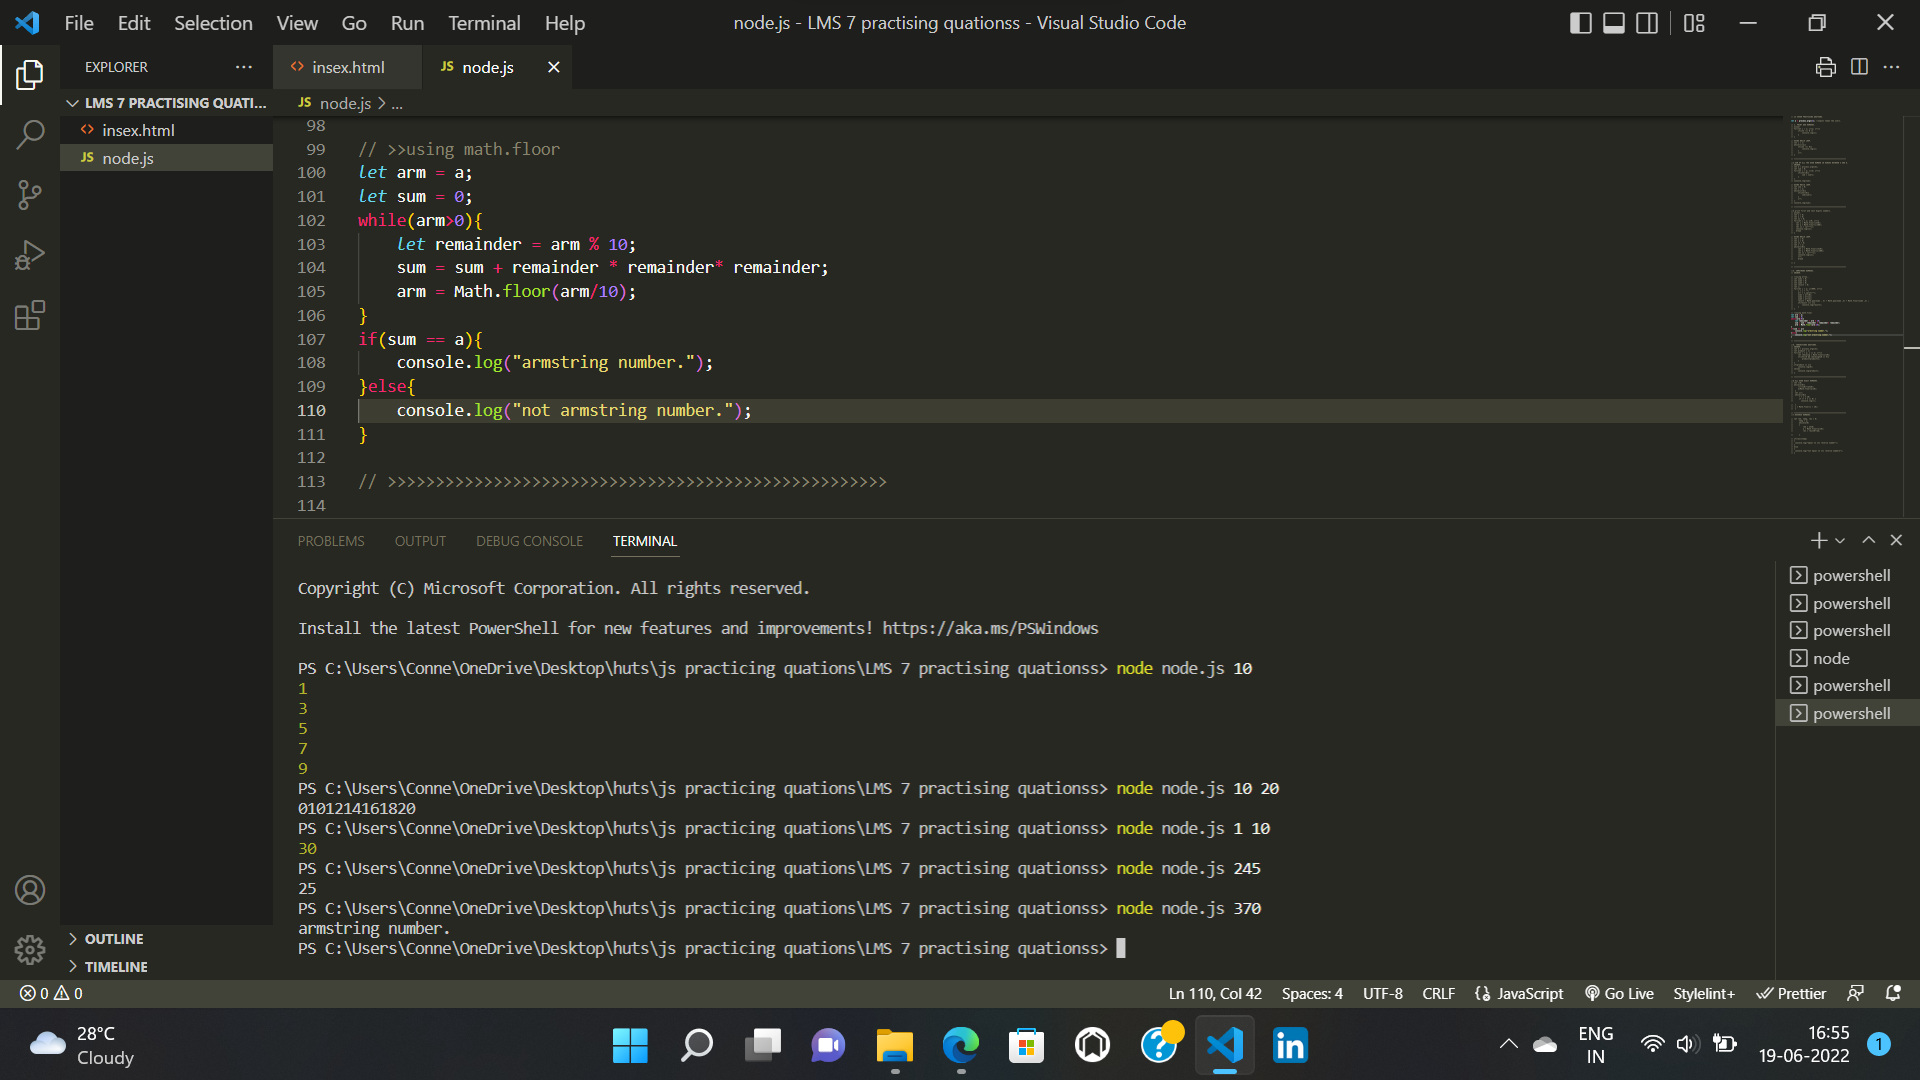 File Edit Selection View Go Run Terminal Help
node.js - LMS 7 practising quationss - Visual Studio Code
EXPLORER ...
<> insex.html
JS node.js
LMS 7 PRACTISING QUATI...
<> insex.html
JS node.js
JS node.js > ...
98
99 // >>using math.floor
100 let arm = a;
101 let sum = 0;
102 while(arm>0){
103 let remainder = arm % 10;
104 sum = sum + remainder * remainder* remainder;
105 arm = Math.floor(arm/10);
106 }
107 if(sum == a){
108 console.log("armstring number.");
109 }else{
110 console.log("not armstring number.");
111 }
112
113 // >>>>>>>>>>>>>>>>>>>>>>>>>>>>>>>>>>>>>>>>>>>>>>>>>>>>
114
PROBLEMS OUTPUT DEBUG CONSOLE TERMINAL
Copyright (C) Microsoft Corporation. All rights reserved.
Install the latest PowerShell for new features and improvements! https://aka.ms/PSWindows
PS C:\Users\Conne\OneDrive\Desktop\huts\js practicing quations\LMS 7 practising quationss> node node.js 10
1
3
5
7
9
PS C:\Users\Conne\OneDrive\Desktop\huts\js practicing quations\LMS 7 practising quationss> node node.js 10 20
0101214161820
PS C:\Users\Conne\OneDrive\Desktop\huts\js practicing quations\LMS 7 practising quationss> node node.js 1 10
30
PS C:\Users\Conne\OneDrive\Desktop\huts\js practicing quations\LMS 7 practising quationss> node node.js 245
25
PS C:\Users\Conne\OneDrive\Desktop\huts\js practicing quations\LMS 7 practising quationss> node node.js 370
armstring number.
PS C:\Users\Conne\OneDrive\Desktop\huts\js practicing quations\LMS 7 practising quationss>
powershell
powershell
powershell
node
powershell
powershell
OUTLINE
TIMELINE
0 0
Ln 110, Col 42 Spaces: 4 UTF-8 CRLF JavaScript Go Live Stylelint+ Prettier
28°C
Cloudy
ENG
IN
16:55
19-06-2022
1